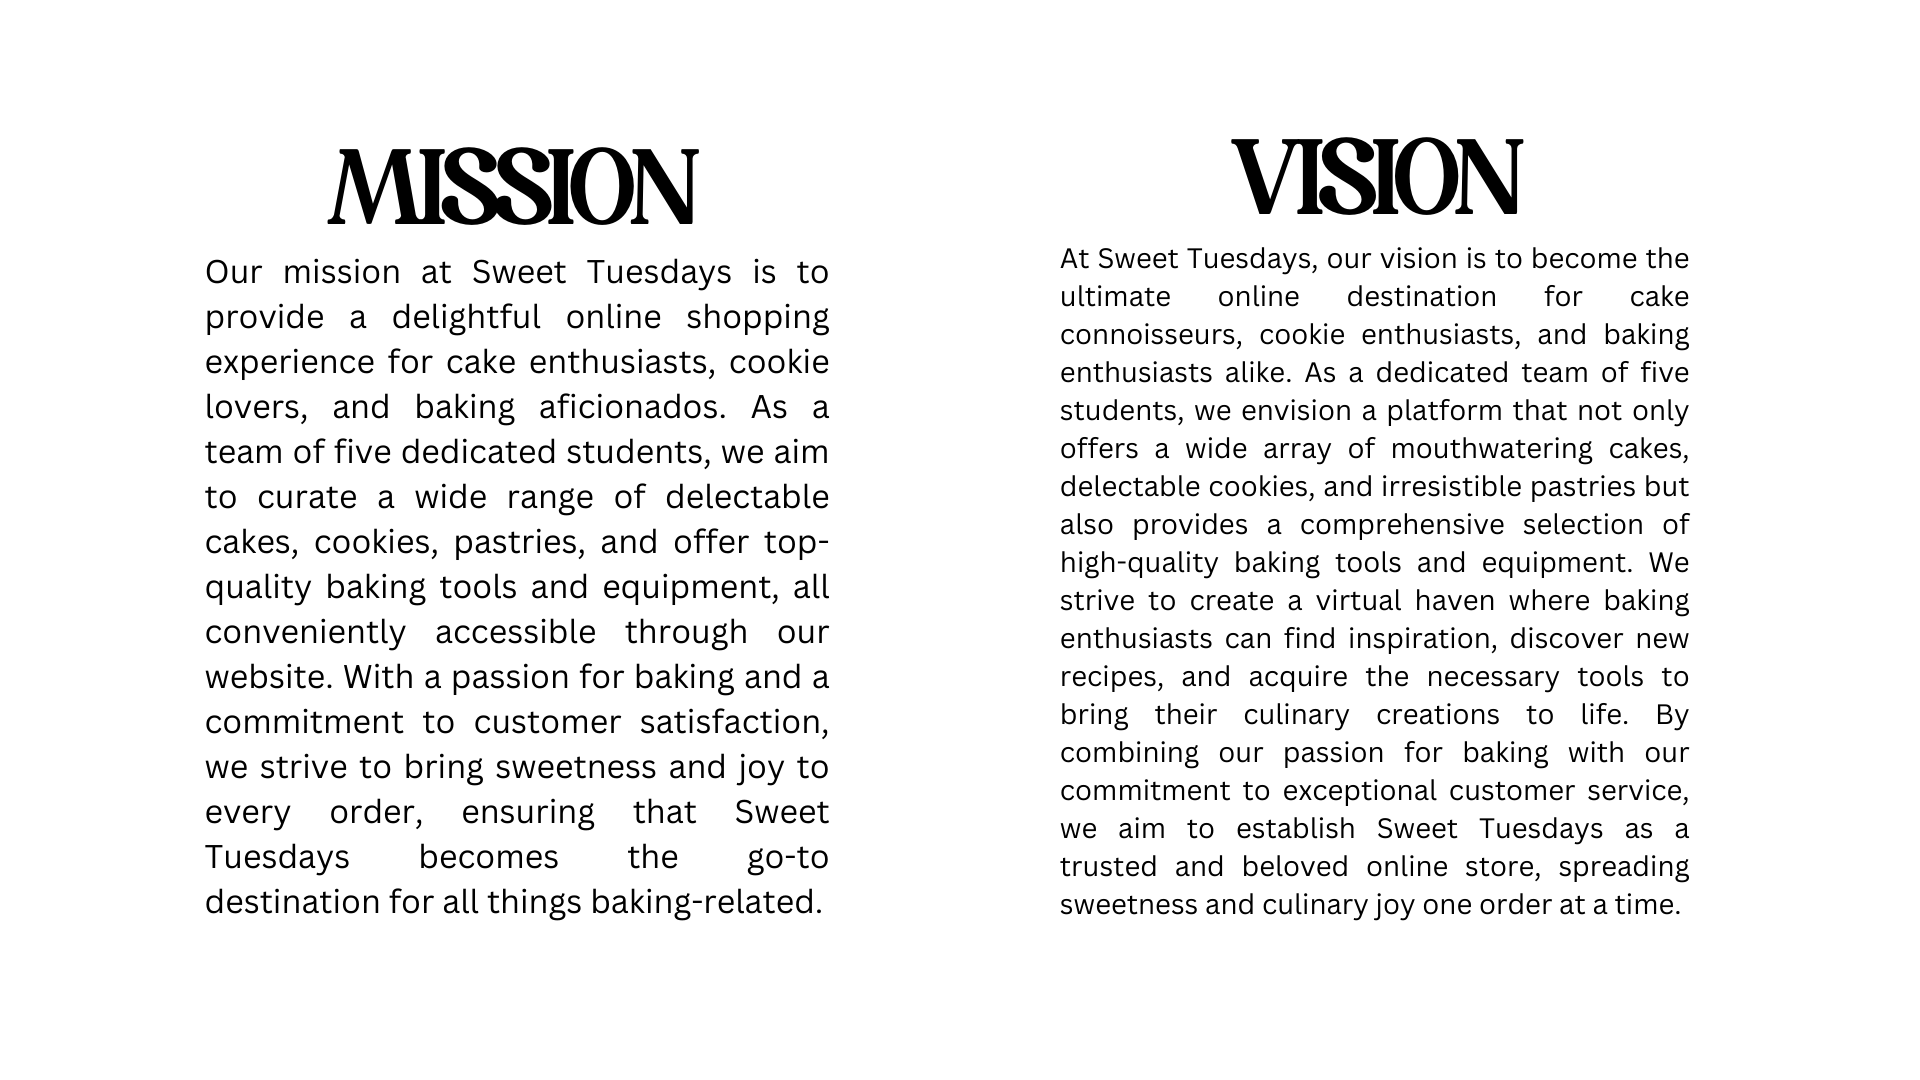 MISSION
Our mission at Sweet Tuesdays is to
provide a delightful online shopping
experience for cake enthusiasts, cookie
lovers, and baking aficionados. As a
team of five dedicated students, we aim
to curate a wide range of delectable
cakes, cookies, pastries, and offer top-
quality baking tools and equipment, all
conveniently accessible through our
website. With a passion for baking and a
commitment to customer satisfaction,
we strive to bring sweetness and joy to
every order, ensuring that Sweet
Tuesdays becomes the go-to
destination for all things baking-related.
VISION
At Sweet Tuesdays, our vision is to become the
ultimate online destination for cake
connoisseurs, cookie enthusiasts, and baking
enthusiasts alike. As a dedicated team of five
students, we envision a platform that not only
offers a wide array of mouthwatering cakes,
delectable cookies, and irresistible pastries but
also provides a comprehensive selection of
high-quality baking tools and equipment. We
strive to create a virtual haven where baking
enthusiasts can find inspiration, discover new
recipes, and acquire the necessary tools to
bring their culinary creations to life. By
combining our passion for baking with our
commitment to exceptional customer service,
we aim to establish Sweet Tuesdays as a
trusted and beloved online store, spreading
sweetness and culinary joy one order at a time.